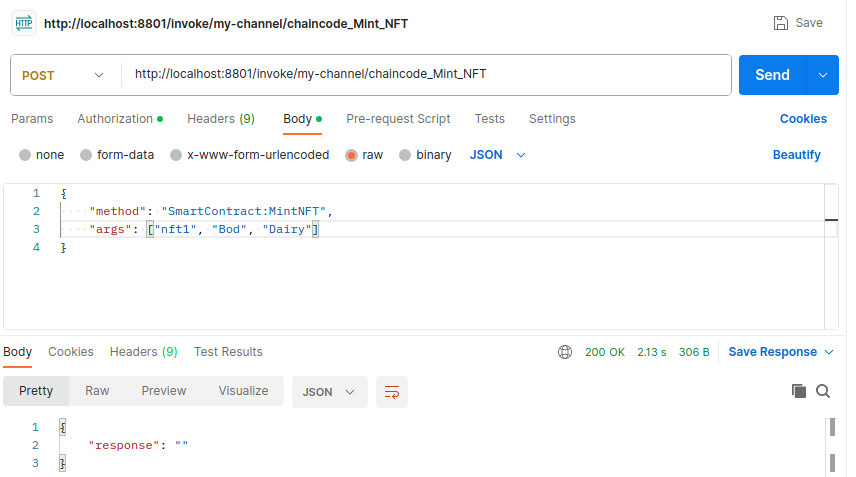 HTTP http://localhost:8801/invoke/my-channel/chaincode_Mint_NFT Save
POST http://localhost:8801/invoke/my-channel/chaincode_Mint_NFT Send
Params Authorization Headers (9) Body Pre-request Script Tests Settings Cookies
none form-data x-www-form-urlencoded raw binary JSON Beautify
1 {
2 ····"method": "SmartContract:MintNFT",
3 ····"args": ["nft1", "Bod", "Dairy"]
4 }
Body Cookies Headers (9) Test Results 200 OK 2.13 s 306 B Save Response
Pretty Raw Preview Visualize JSON
1 {
2 "response": ""
3 }